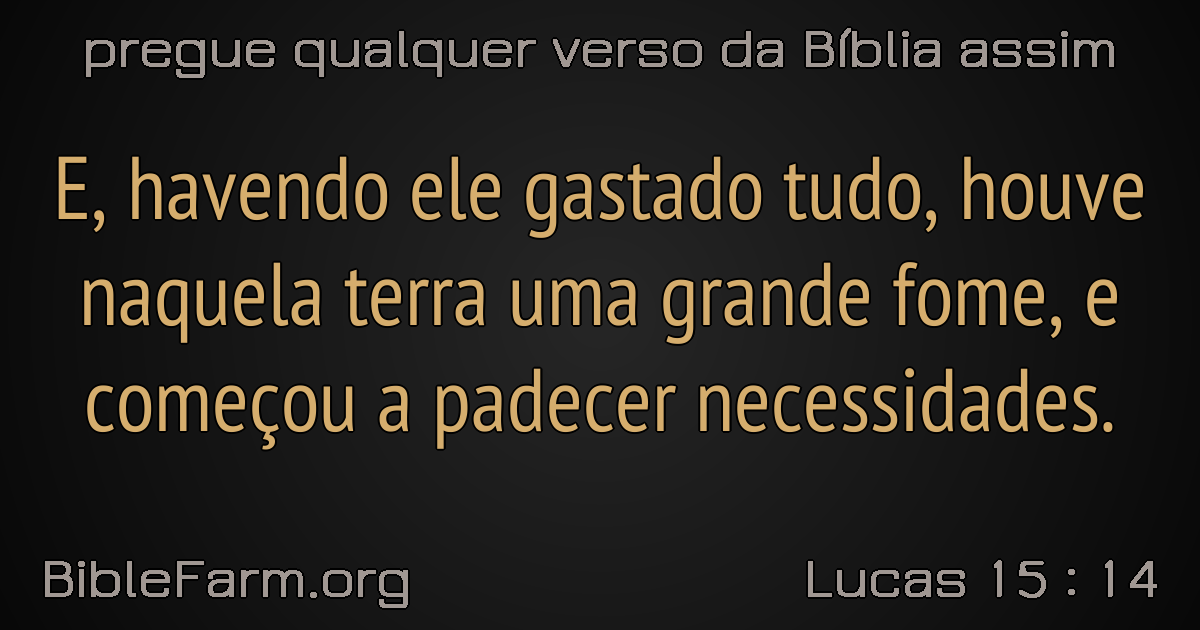 pregue qualquer verso da Bíblia assim
E, havendo ele gastado tudo, houve
naquela terra uma grande fome, e
começou a padecer necessidades.
BibleFarm.org
Lucas 15 : 14